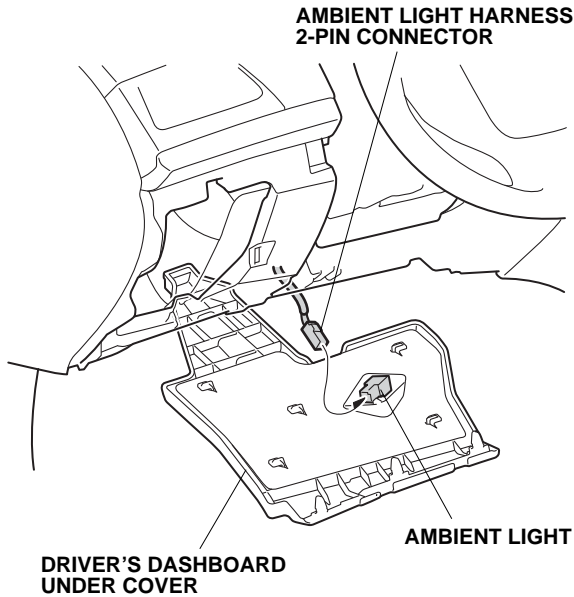 AMBIENT LIGHT HARNESS
2-PIN CONNECTOR
AMBIENT LIGHT
DRIVER'S DASHBOARD
UNDER COVER